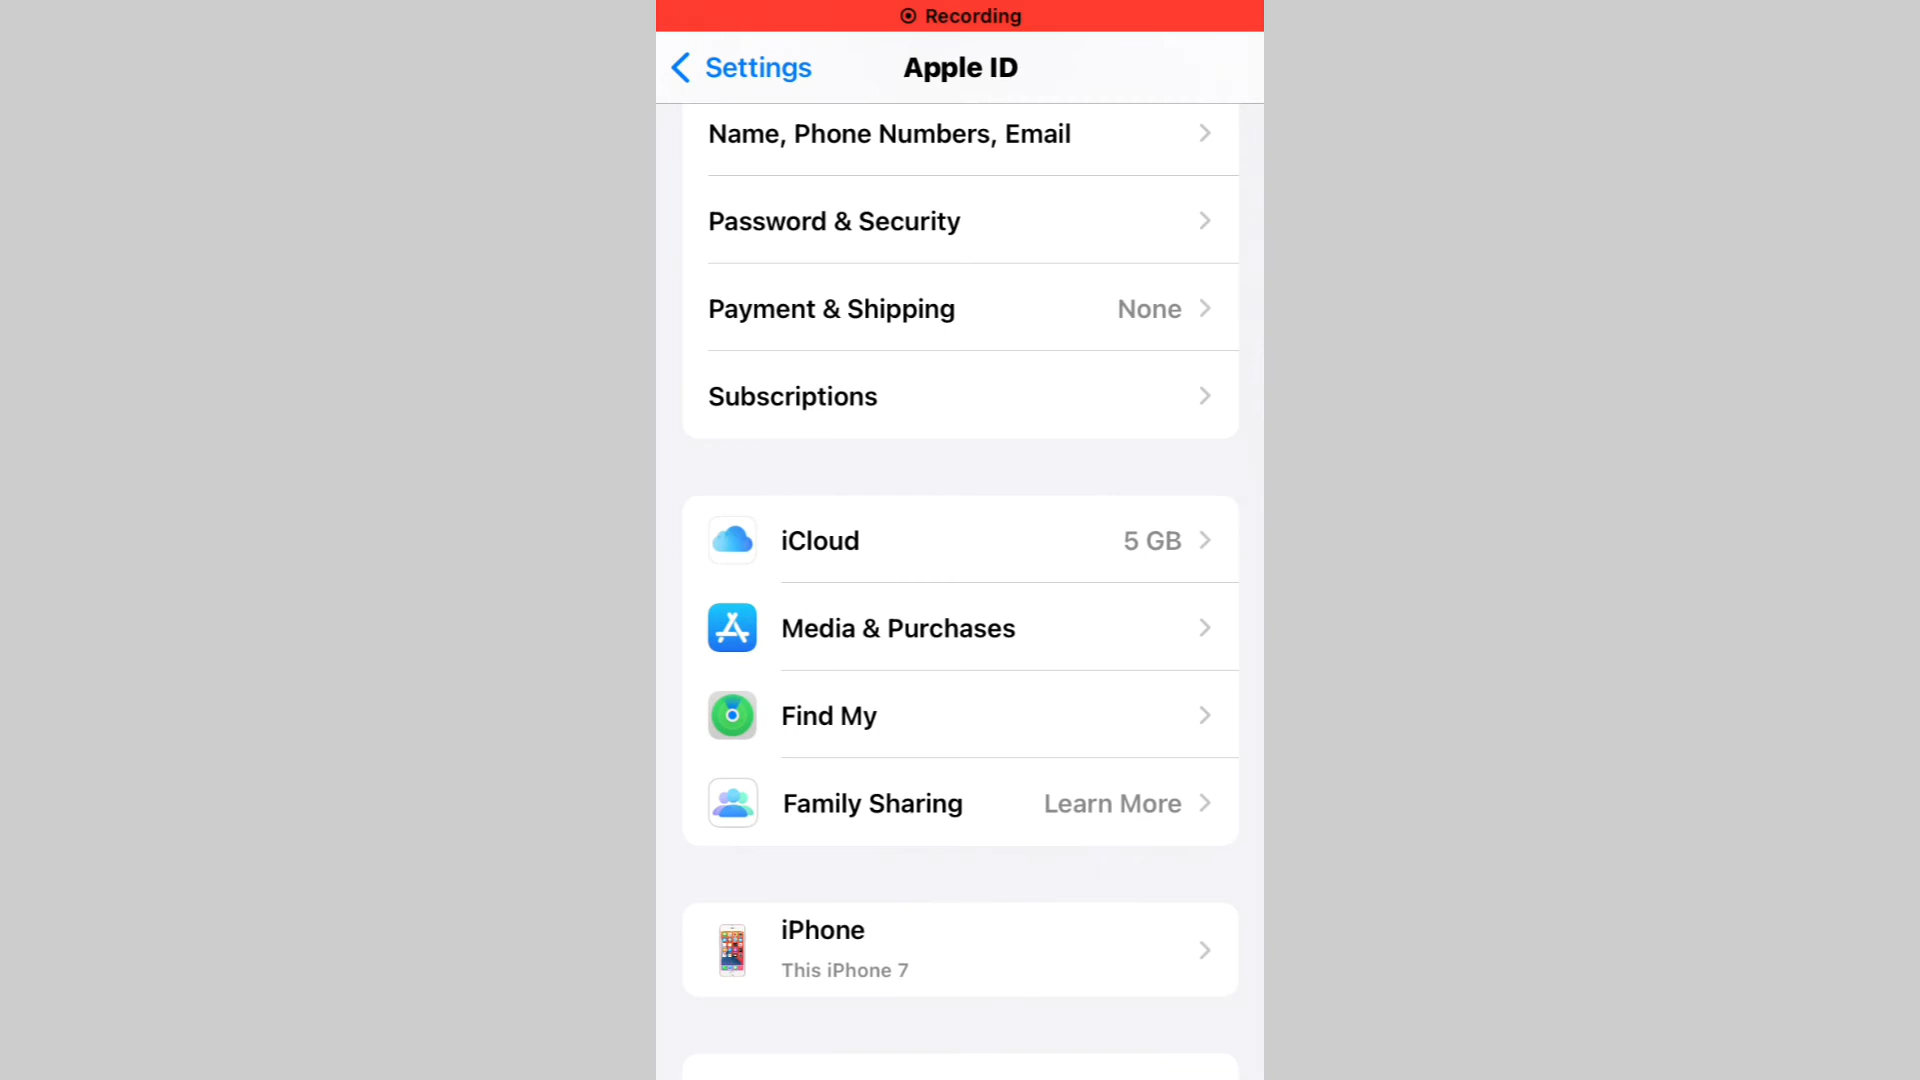 Recording
Settings
Apple ID
Name, Phone Numbers, Email
Password & Security
Payment & Shipping None
Subscriptions
iCloud 5 GB
Media & Purchases
Find My
Family Sharing Learn More
iPhone
This iPhone 7